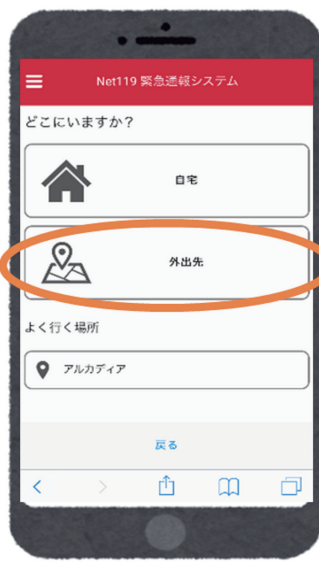 Net119 緊急通報システム
どこにいますか？
自宅
外出先
よく行く場所
アルカディア
戻る